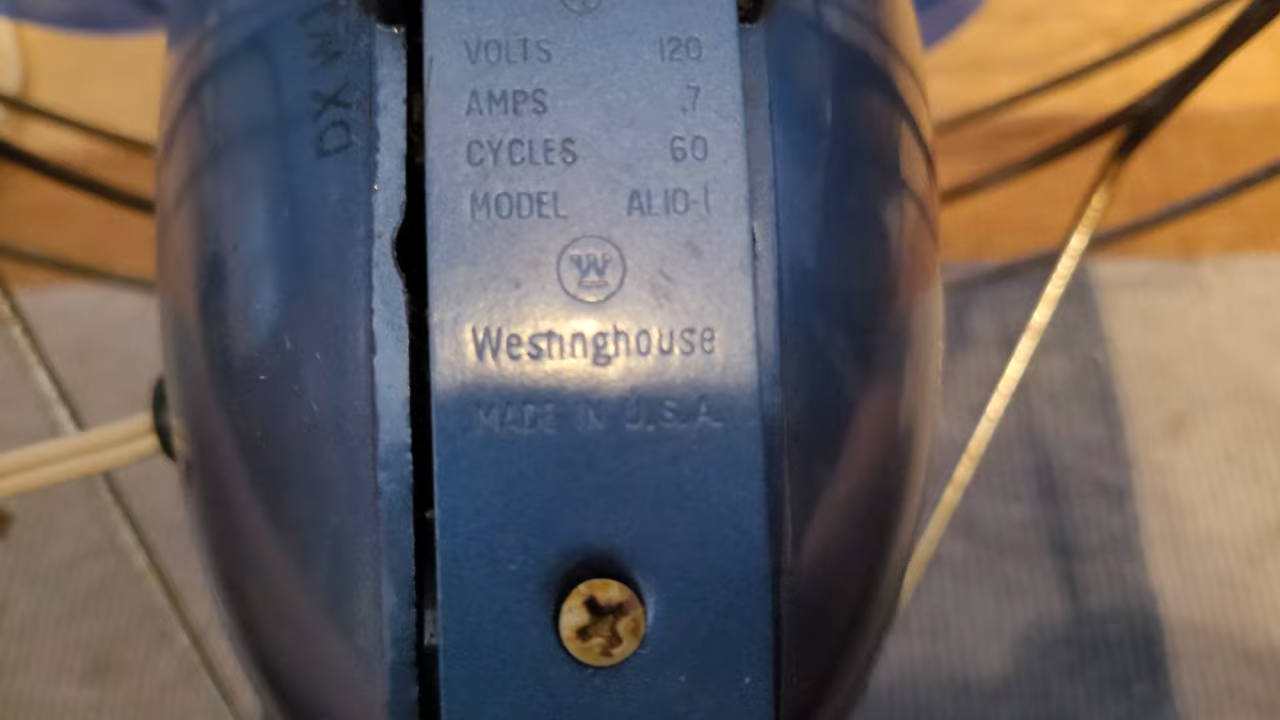 VOLTS 120
AMPS .7
CYCLES 60
MODEL AL10-1
W
Westinghouse
MADE IN U.S.A.